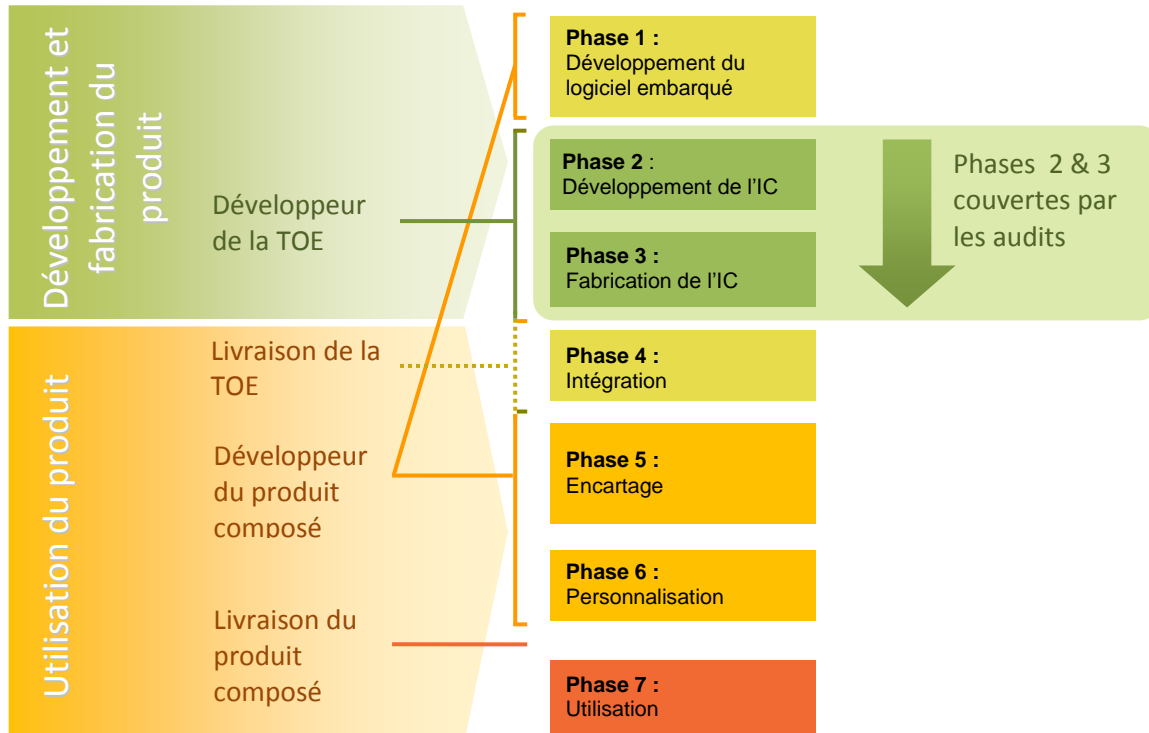 Développement et
fabrication du
produit
Développeur
de la TOE
Phase 1 :
Développement du
logiciel embarqué
Phase 2 :
Développement de l'IC
Phase 3 :
Fabrication de l'IC
Phases 2 & 3
couvertes par
les audits
Utilisation du produit
Livraison de la
TOE
Développeur
du produit
composé
Livraison du
produit
composé
Phase 4 :
Intégration
Phase 5 :
Encartage
Phase 6 :
Personnalisation
Phase 7 :
Utilisation